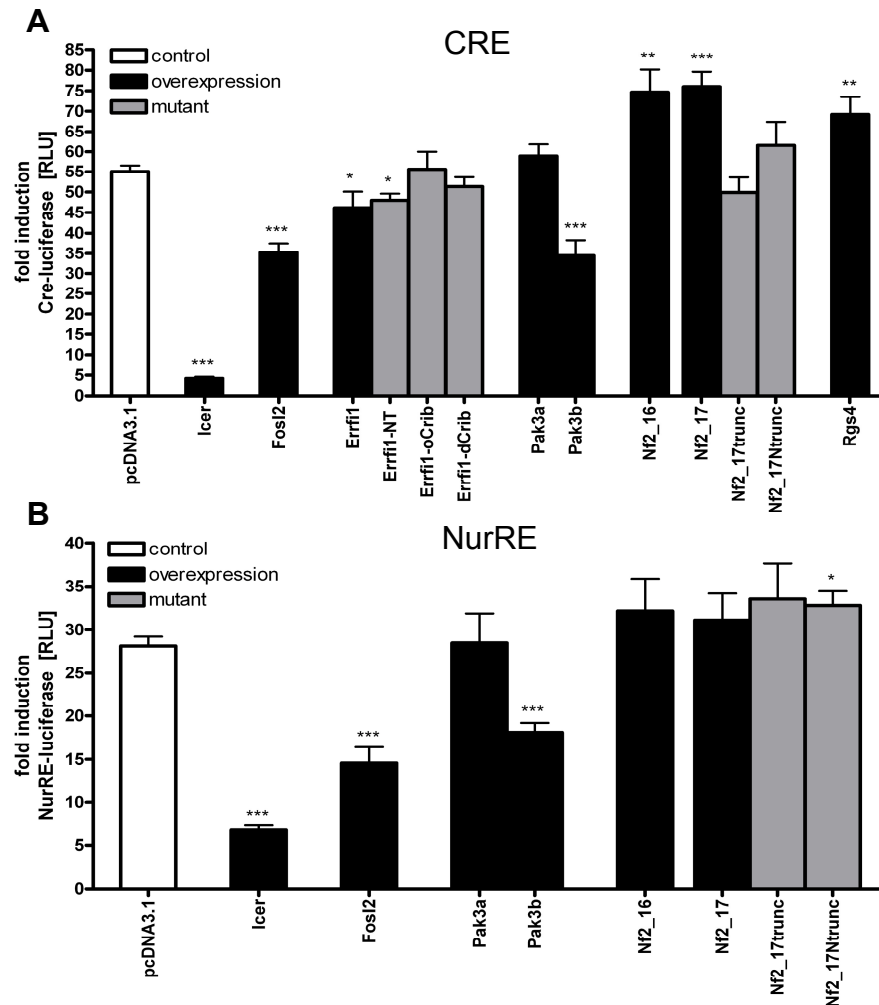 A
CRE
control
overexpression
mutant
fold induction
Cre-luciferase [RLU]
85
80
75
70
65
60
55
50
45
40
35
30
25
20
15
10
5
0
***
***
*
*
***
**
***
**
pcDNA3.1
Icer
Fosl2
Errfi1
Errfi1-NT
Errfi1-oCrib
Errfi1-dCrib
Pak3a
Pak3b
Nf2_16
Nf2_17
Nf2_17trunc
Nf2_17Ntrunc
Rgs4
B
NurRE
control
overexpression
mutant
fold induction
NurRE-luciferase [RLU]
40
35
30
25
20
15
10
5
0
***
***
***
*
pcDNA3.1
Icer
Fosl2
Pak3a
Pak3b
Nf2_16
Nf2_17
Nf2_17trunc
Nf2_17Ntrunc